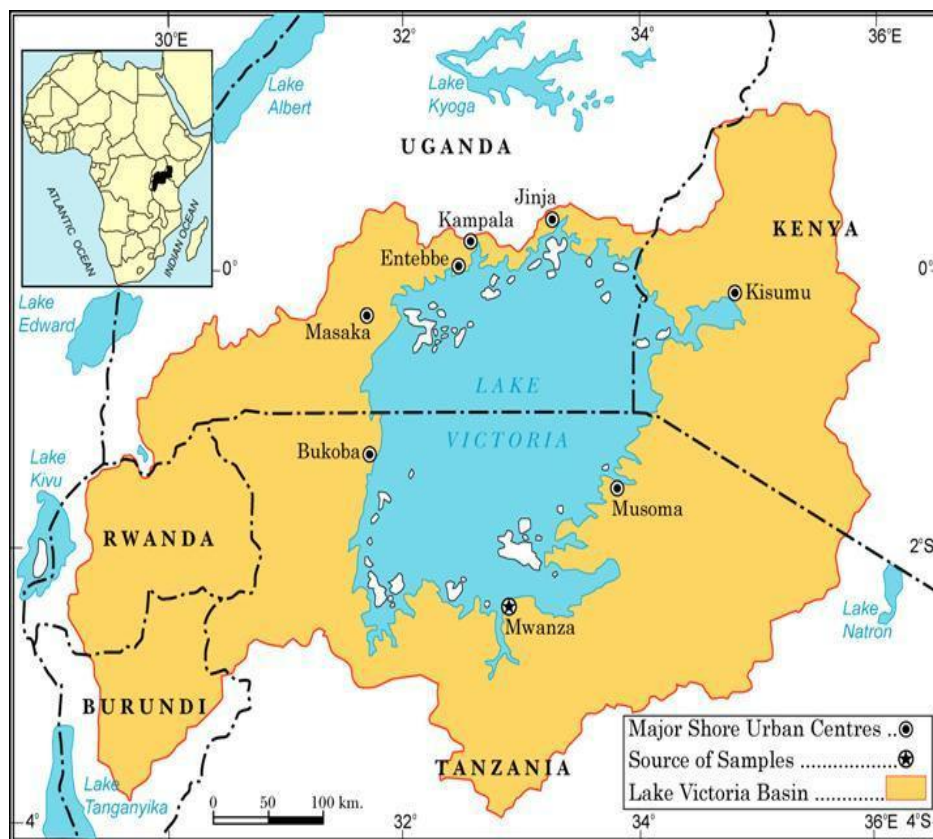 30°E
32°
34°
36°E
Lake
Albert
Lake
Kyoga
UGANDA
Jinja
Kampala
KENYA
ATLANTIC OCEAN
INDIAN OCEAN
Entebbe
0°
0°
Lake
Edward
Kisumu
Masaka
LAKE
VICTORIA
Bukoba
Lake
Kivu
Musoma
RWANDA
2°S
Mwanza
Lake
Natron
BURUNDI
TANZANIA
Lake
Tanganyika
0 50 100 km.
Major Shore Urban Centres ..
Source of Samples ..............
Lake Victoria Basin ............
4°
32°
34°
36° 4°S